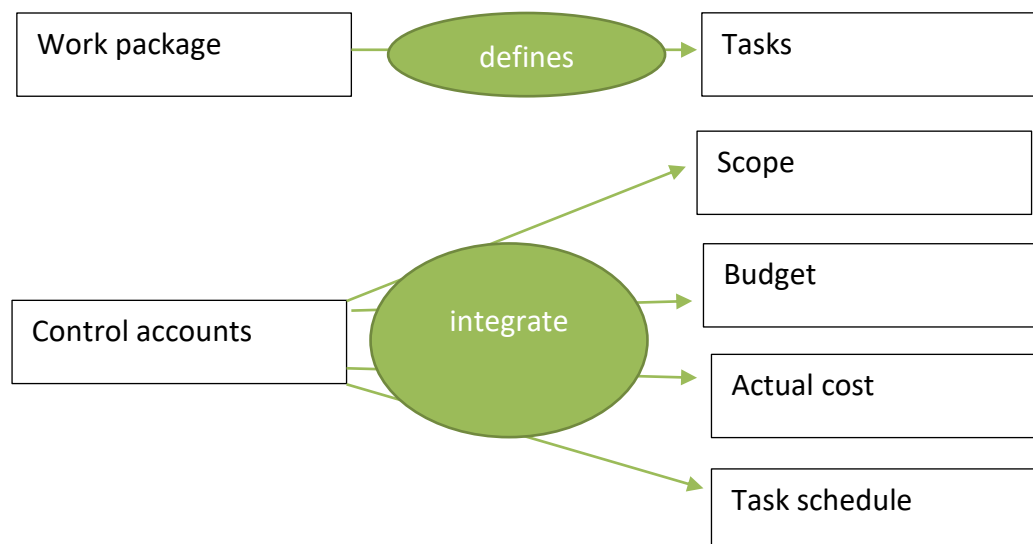 Work package
defines
Tasks
Scope
Budget
integrate
Control accounts
Actual cost
Task schedule